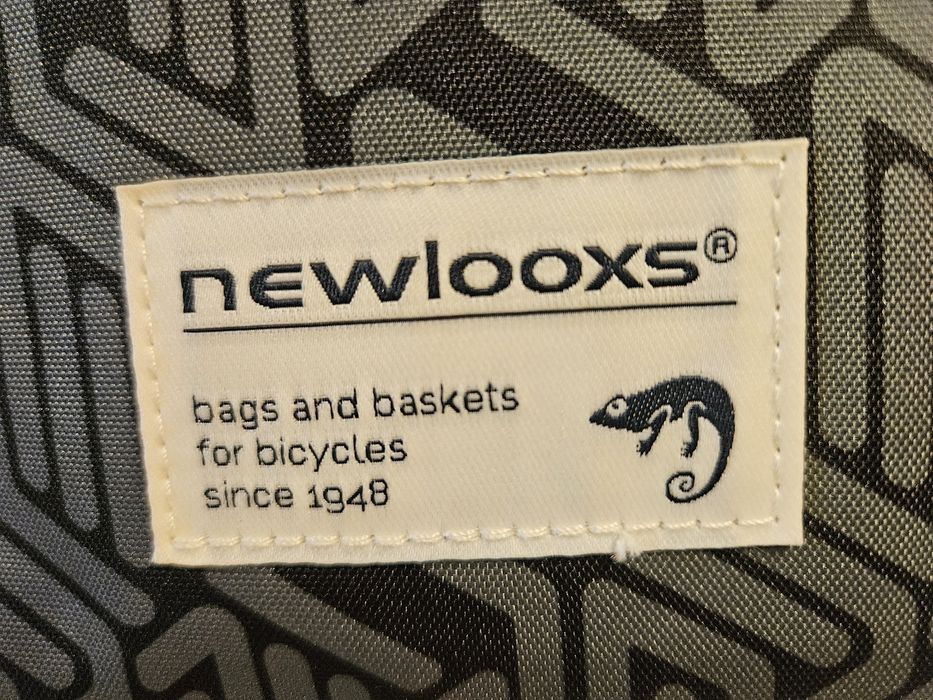 newlooxs®
bags and baskets
for bicycles
since 1948